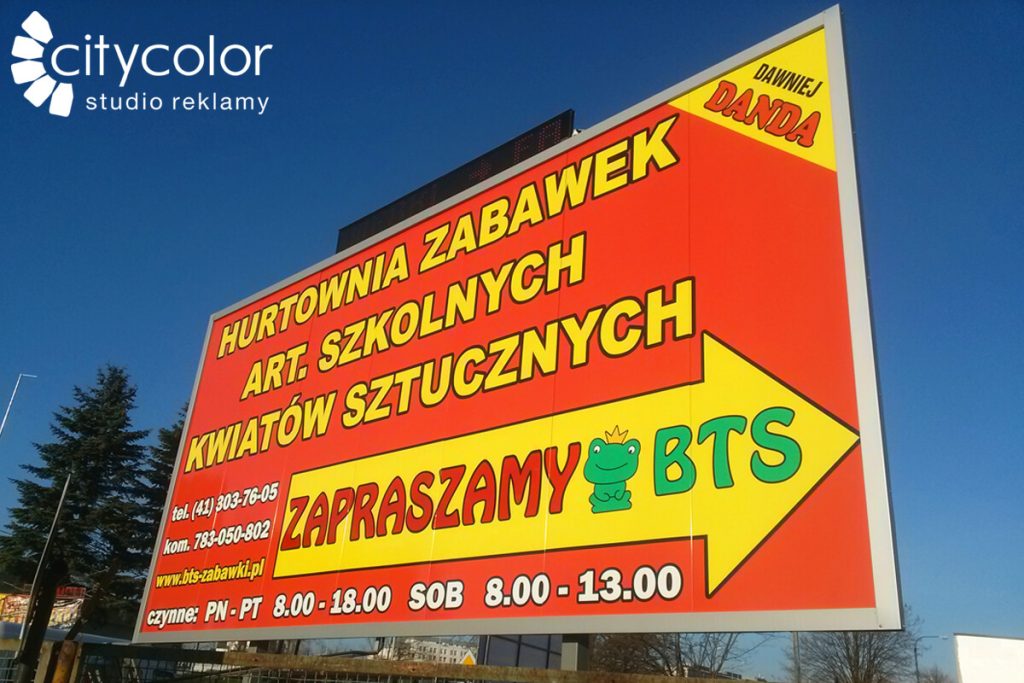 citycolor
studio reklamy
DAWNIEJ
DANDA
HURTOWNIA ZABAWEK
ART. SZKOLNYCH
KWIATÓW SZTUCZNYCH
ZAPRASZAMY BTS
tel. (41) 303-76-05
kom. 783-050-802
www.bts-zabawki.pl
czynne: PN - PT 8.00 - 18.00 SOB 8.00 - 13.00